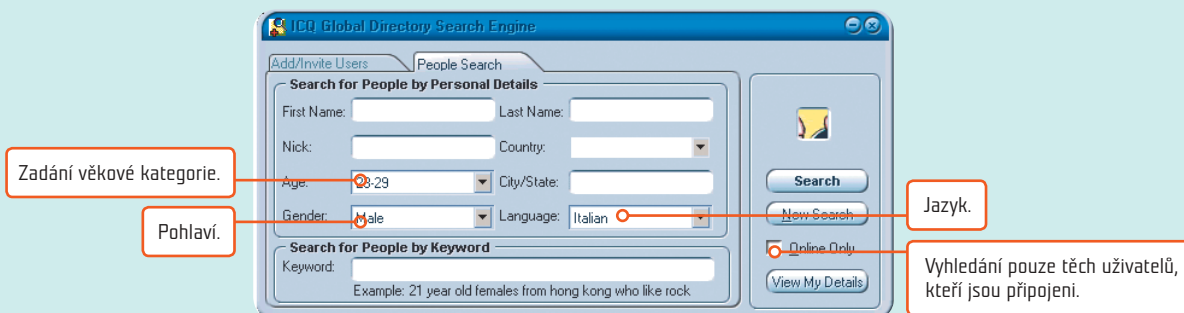 ICQ Global Directory Search Engine
Add/Invite Users
People Search
Search for People by Personal Details
First Name:
Last Name:
Nick:
Country:
Zadání věkové kategorie.
Age:
23-29
City/State:
Search
Pohlaví.
Gender:
Male
Language:
Italian
New Search
Jazyk.
Search for People by Keyword
Online Only
Keyword:
Vyhledání pouze těch uživatelů,
kteří jsou připojeni.
View My Details
Example: 21 year old females from hong kong who like rock